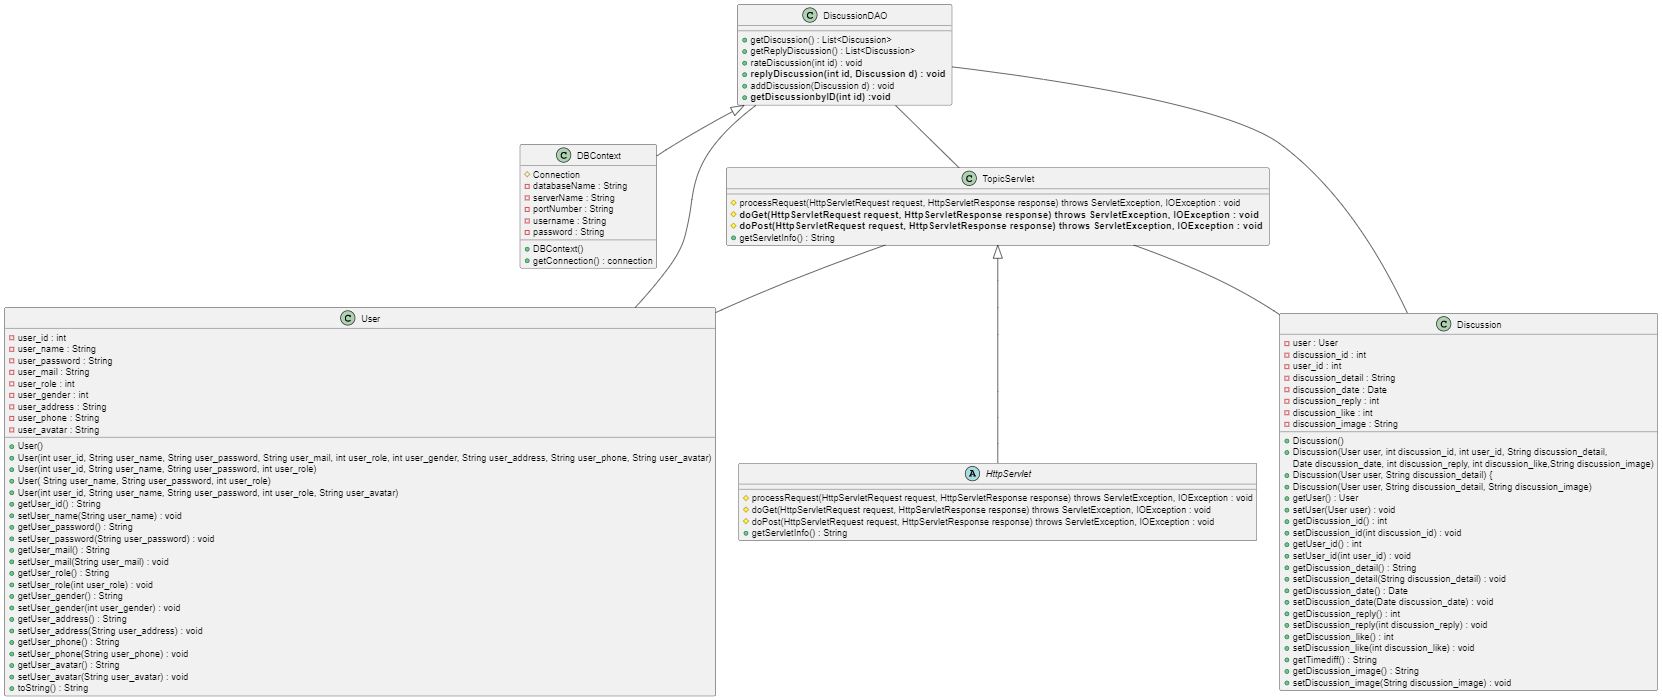 C DiscussionDAO
getDiscussion() : List<Discussion>
getReplyDiscussion() : List<Discussion>
rateDiscussion(int id) : void
replyDiscussion(int id, Discussion d) : void
addDiscussion(Discussion d) : void
getDiscussionbyID(int id) :void
C DBContext
Connection
databaseName : String
serverName : String
portNumber : String
username : String
password : String
DBContext()
getConnection() : connection
C TopicServlet
processRequest(HttpServletRequest request, HttpServletResponse response) throws ServletException, IOException : void
doGet(HttpServletRequest request, HttpServletResponse response) throws ServletException, IOException : void
doPost(HttpServletRequest request, HttpServletResponse response) throws ServletException, IOException : void
getServletInfo() : String
C User
user_id : int
user_name : String
user_password : String
user_mail : String
user_role : int
user_gender : int
user_address : String
user_phone : String
user_avatar : String
User()
User(int user_id, String user_name, String user_password, String user_mail, int user_role, int user_gender, String user_address, String user_phone, String user_avatar)
User(int user_id, String user_name, String user_password, int user_role)
User( String user_name, String user_password, int user_role)
User(int user_id, String user_name, String user_password, int user_role, String user_avatar)
getUser_id() : String
setUser_name(String user_name) : void
getUser_password() : String
setUser_password(String user_password) : void
getUser_mail() : String
setUser_mail(String user_mail) : void
getUser_role() : String
setUser_role(int user_role) : void
getUser_gender() : String
setUser_gender(int user_gender) : void
getUser_address() : String
setUser_address(String user_address) : void
getUser_phone() : String
setUser_phone(String user_phone) : void
getUser_avatar() : String
setUser_avatar(String user_avatar) : void
toString() : String
A HttpServlet
processRequest(HttpServletRequest request, HttpServletResponse response) throws ServletException, IOException : void
doGet(HttpServletRequest request, HttpServletResponse response) throws ServletException, IOException : void
doPost(HttpServletRequest request, HttpServletResponse response) throws ServletException, IOException : void
getServletInfo() : String
C Discussion
user : User
discussion_id : int
user_id : int
discussion_detail : String
discussion_date : Date
discussion_reply : int
discussion_like : int
discussion_image : String
Discussion()
Discussion(User user, int discussion_id, int user_id, String discussion_detail,
Date discussion_date, int discussion_reply, int discussion_like,String discussion_image)
Discussion(User user, String discussion_detail) {
Discussion(User user, String discussion_detail, String discussion_image)
getUser() : User
setUser(User user) : void
getDiscussion_id() : int
setDiscussion_id(int discussion_id) : void
getUser_id() : int
setUser_id(int user_id) : void
getDiscussion_detail() : String
setDiscussion_detail(String discussion_detail) : void
getDiscussion_date() : Date
setDiscussion_date(Date discussion_date) : void
getDiscussion_reply() : int
setDiscussion_reply(int discussion_reply) : void
getDiscussion_like() : int
setDiscussion_like(int discussion_like) : void
getTimediff() : String
getDiscussion_image() : String
setDiscussion_image(String discussion_image) : void